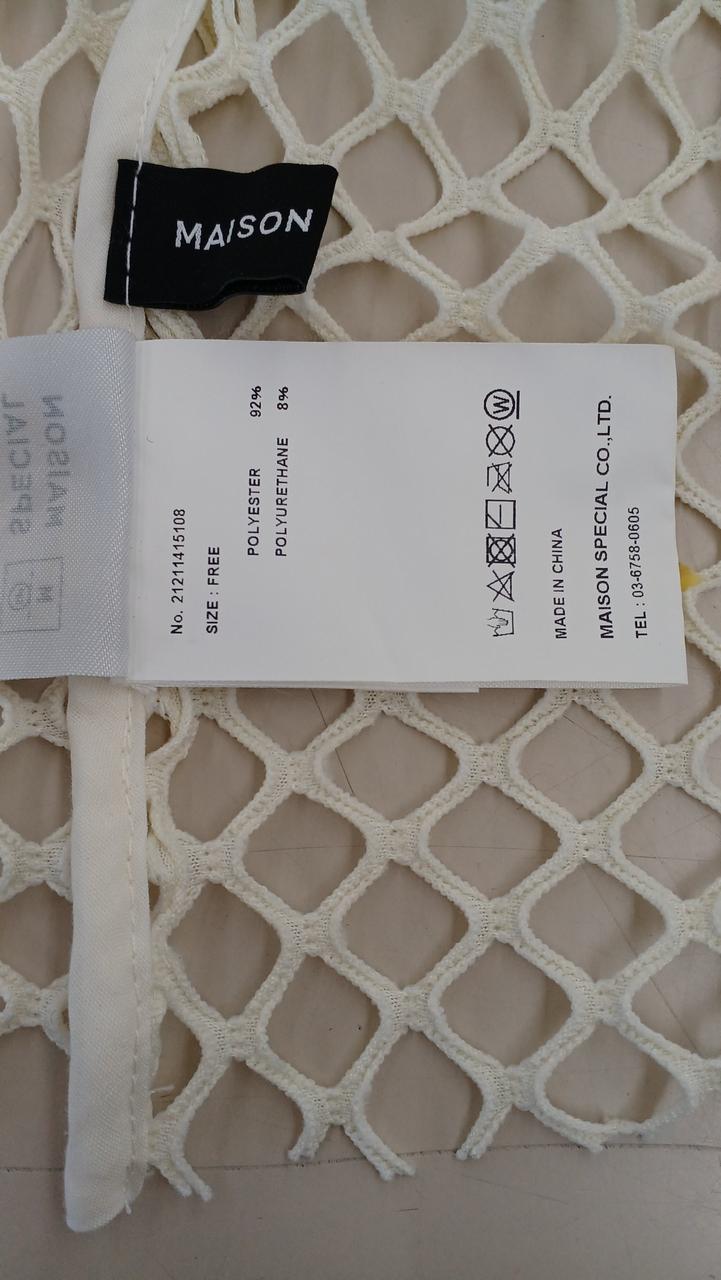 MAISON
No. 21211415108
SIZE : FREE
POLYESTER 92%
POLYURETHANE 8%
W
MADE IN CHINA
MAISON SPECIAL CO.,LTD.
TEL : 03-6758-0605
MAISON
SPECIAL
M